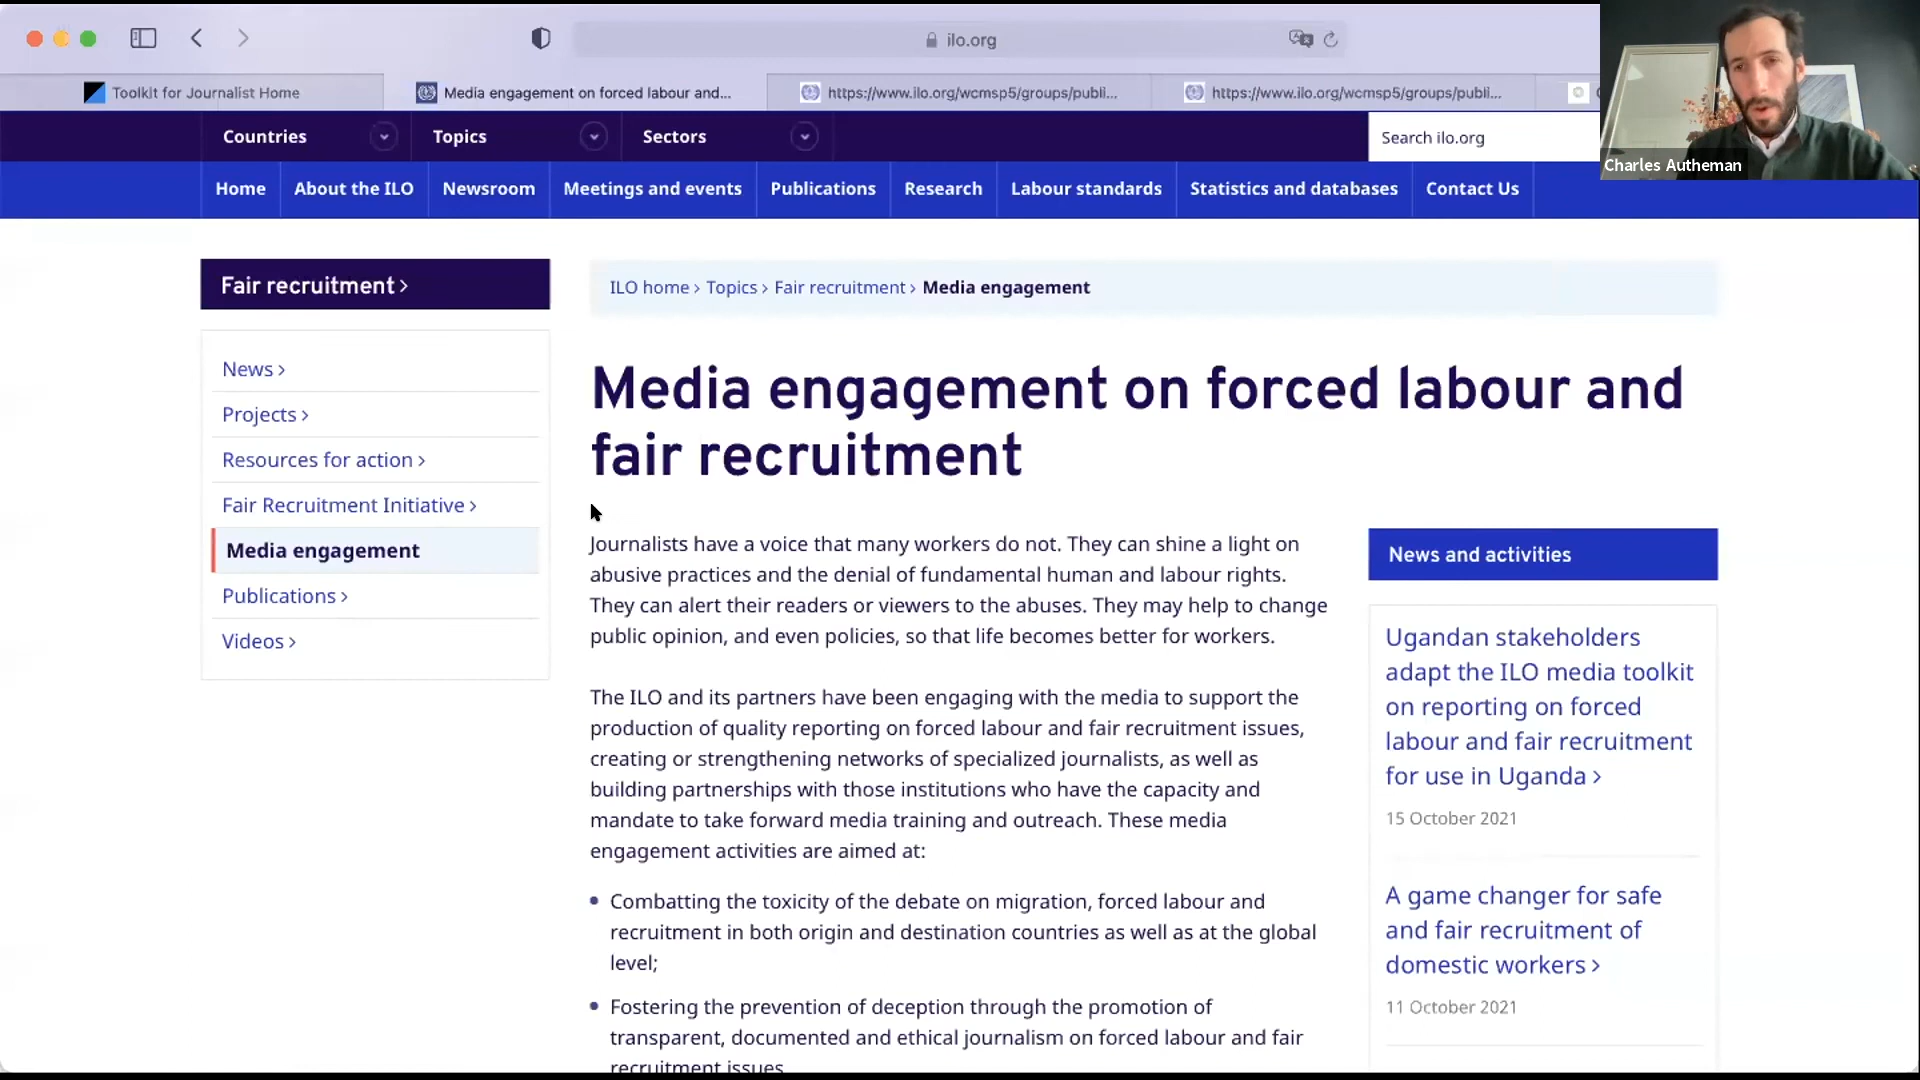 ilo.org
Toolkit for Journalist Home
Media engagement on forced labour and...
https://www.ilo.org/wcmsp5/groups/publi...
https://www.ilo.org/wcmsp5/groups/publi...
Charles Autheman
Countries
Topics
Sectors
Search ilo.org
Home
About the ILO
Newsroom
Meetings and events
Publications
Research
Labour standards
Statistics and databases
Contact Us
Fair recruitment >
News >
Projects >
Resources for action >
Fair Recruitment Initiative >
Media engagement
Publications >
Videos >
ILO home > Topics > Fair recruitment > Media engagement
Media engagement on forced labour and
fair recruitment
Journalists have a voice that many workers do not. They can shine a light on
abusive practices and the denial of fundamental human and labour rights.
They can alert their readers or viewers to the abuses. They may help to change
public opinion, and even policies, so that life becomes better for workers.
The ILO and its partners have been engaging with the media to support the
production of quality reporting on forced labour and fair recruitment issues,
creating or strengthening networks of specialized journalists, as well as
building partnerships with those institutions who have the capacity and
mandate to take forward media training and outreach. These media
engagement activities are aimed at:
• Combatting the toxicity of the debate on migration, forced labour and
recruitment in both origin and destination countries as well as at the global
level;
• Fostering the prevention of deception through the promotion of
transparent, documented and ethical journalism on forced labour and fair
recruitment issues
News and activities
Ugandan stakeholders
adapt the ILO media toolkit
on reporting on forced
labour and fair recruitment
for use in Uganda >
15 October 2021
A game changer for safe
and fair recruitment of
domestic workers >
11 October 2021